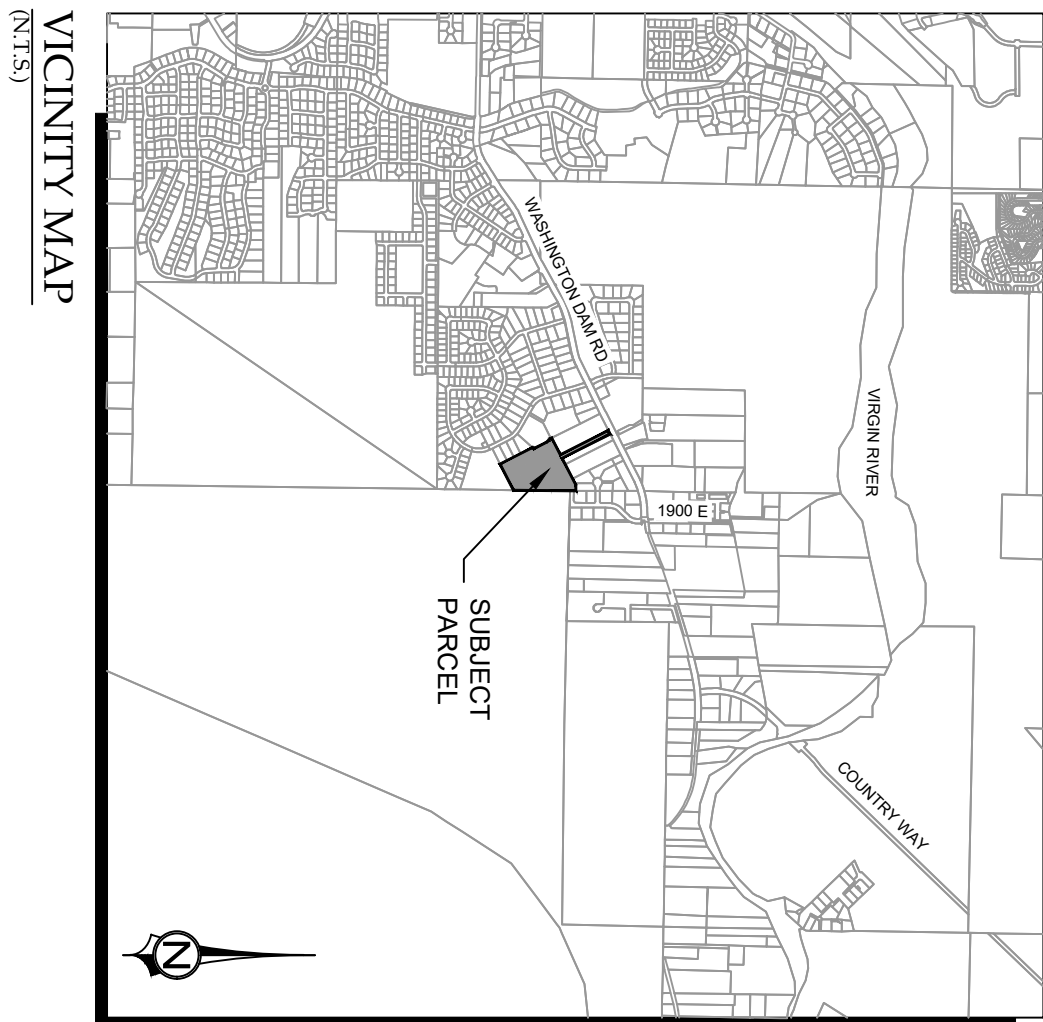 VICINITY MAP
(N.T.S.)
VIRGIN RIVER
COUNTRY WAY
WASHINGTON DAM RD
1900 E
SUBJECT
PARCEL
N